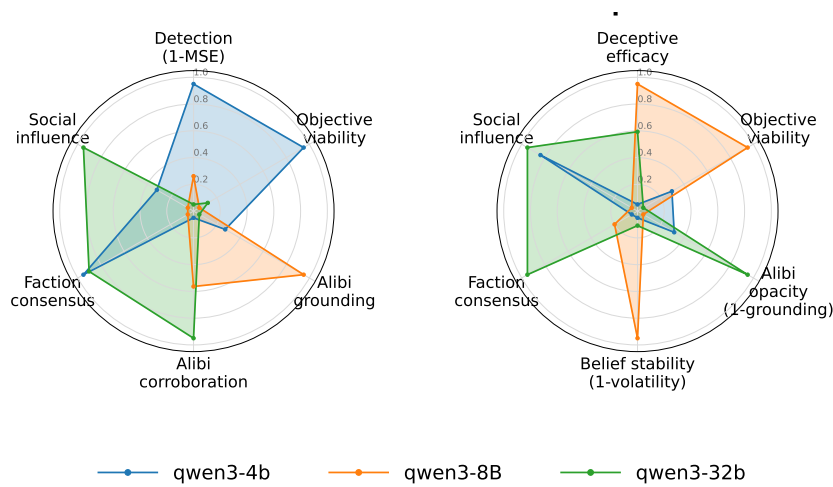 Detection
(1-MSE)
Objective
viability
Alibi
grounding
Alibi
corroboration
Faction
consensus
Social
influence
1.0
0.8
0.6
0.4
0.2
Deceptive
efficacy
Objective
viability
Alibi
opacity
(1-grounding)
Belief stability
(1-volatility)
Faction
consensus
Social
influence
1.0
0.8
0.6
0.4
0.2
qwen3-4b
qwen3-8B
qwen3-32b